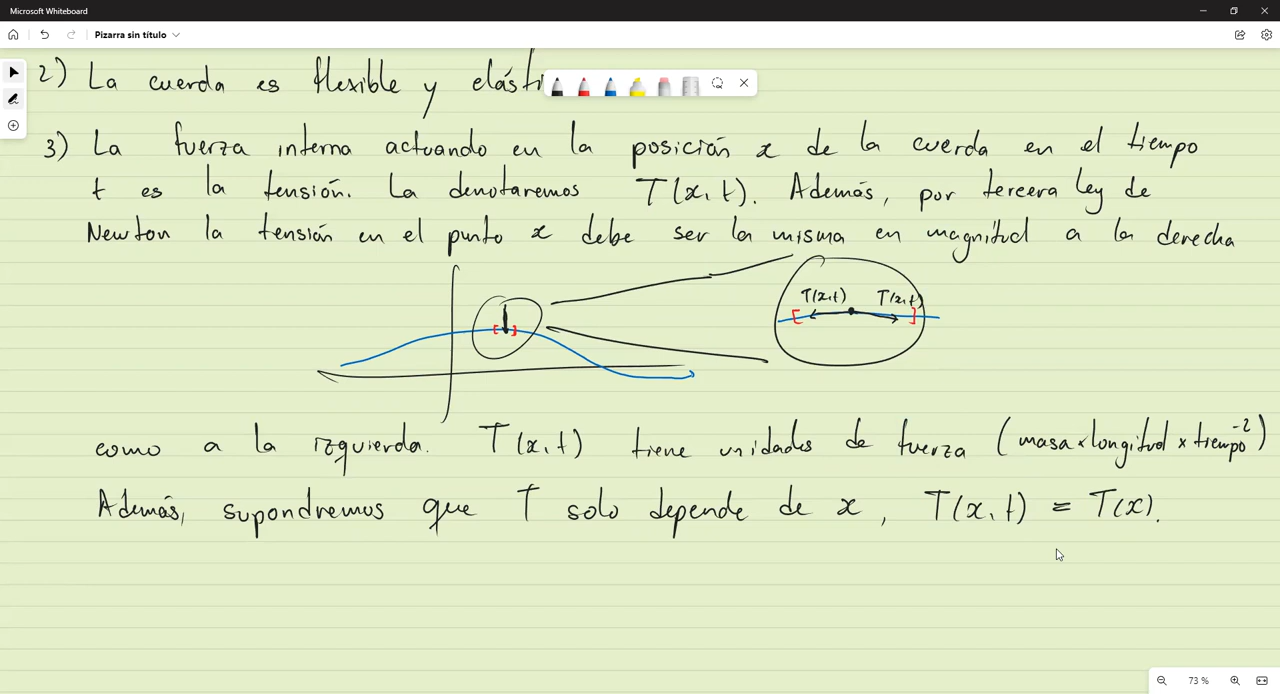 Microsoft Whiteboard
Pizarra sin título
2) La cuerda es flexible y elásti
3) La fuerza interna actuando en la posición x de la cuerda en el tiempo
t es la tensión. La denotaremos T(x,t). Además, por tercera ley de
Newton la tensión en el punto x debe ser la misma en magnitud a la derecha
T(x,t) T(x,t)
como a la izquierda. T(x,t) tiene unidades de fuerza (masa×longitud×tiempo⁻²)
Además, supondremos que T solo depende de x, T(x,t) = T(x).
73 %